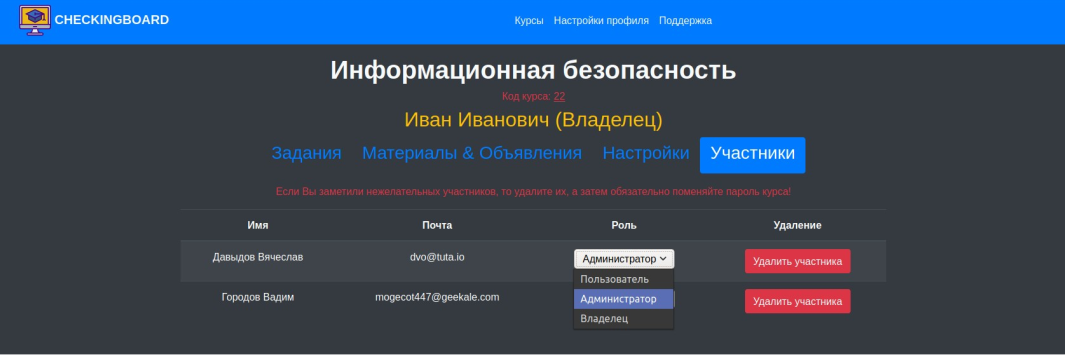 CHECKINGBOARD Курсы Настройки профиля Поддержка
Информационная безопасность
Код курса: 22
Иван Иванович (Владелец)
Задания Материалы & Объявления Настройки Участники
Если Вы заметили нежелательных участников, то удалите их, а затем обязательно поменяйте пароль курса!
Имя Почта Роль Удаление
Давыдов Вячеслав dvo@tuta.io Администратор Удалить участника
Пользователь
Администратор
Городов Вадим mogecot447@geekale.com Удалить участника
Владелец